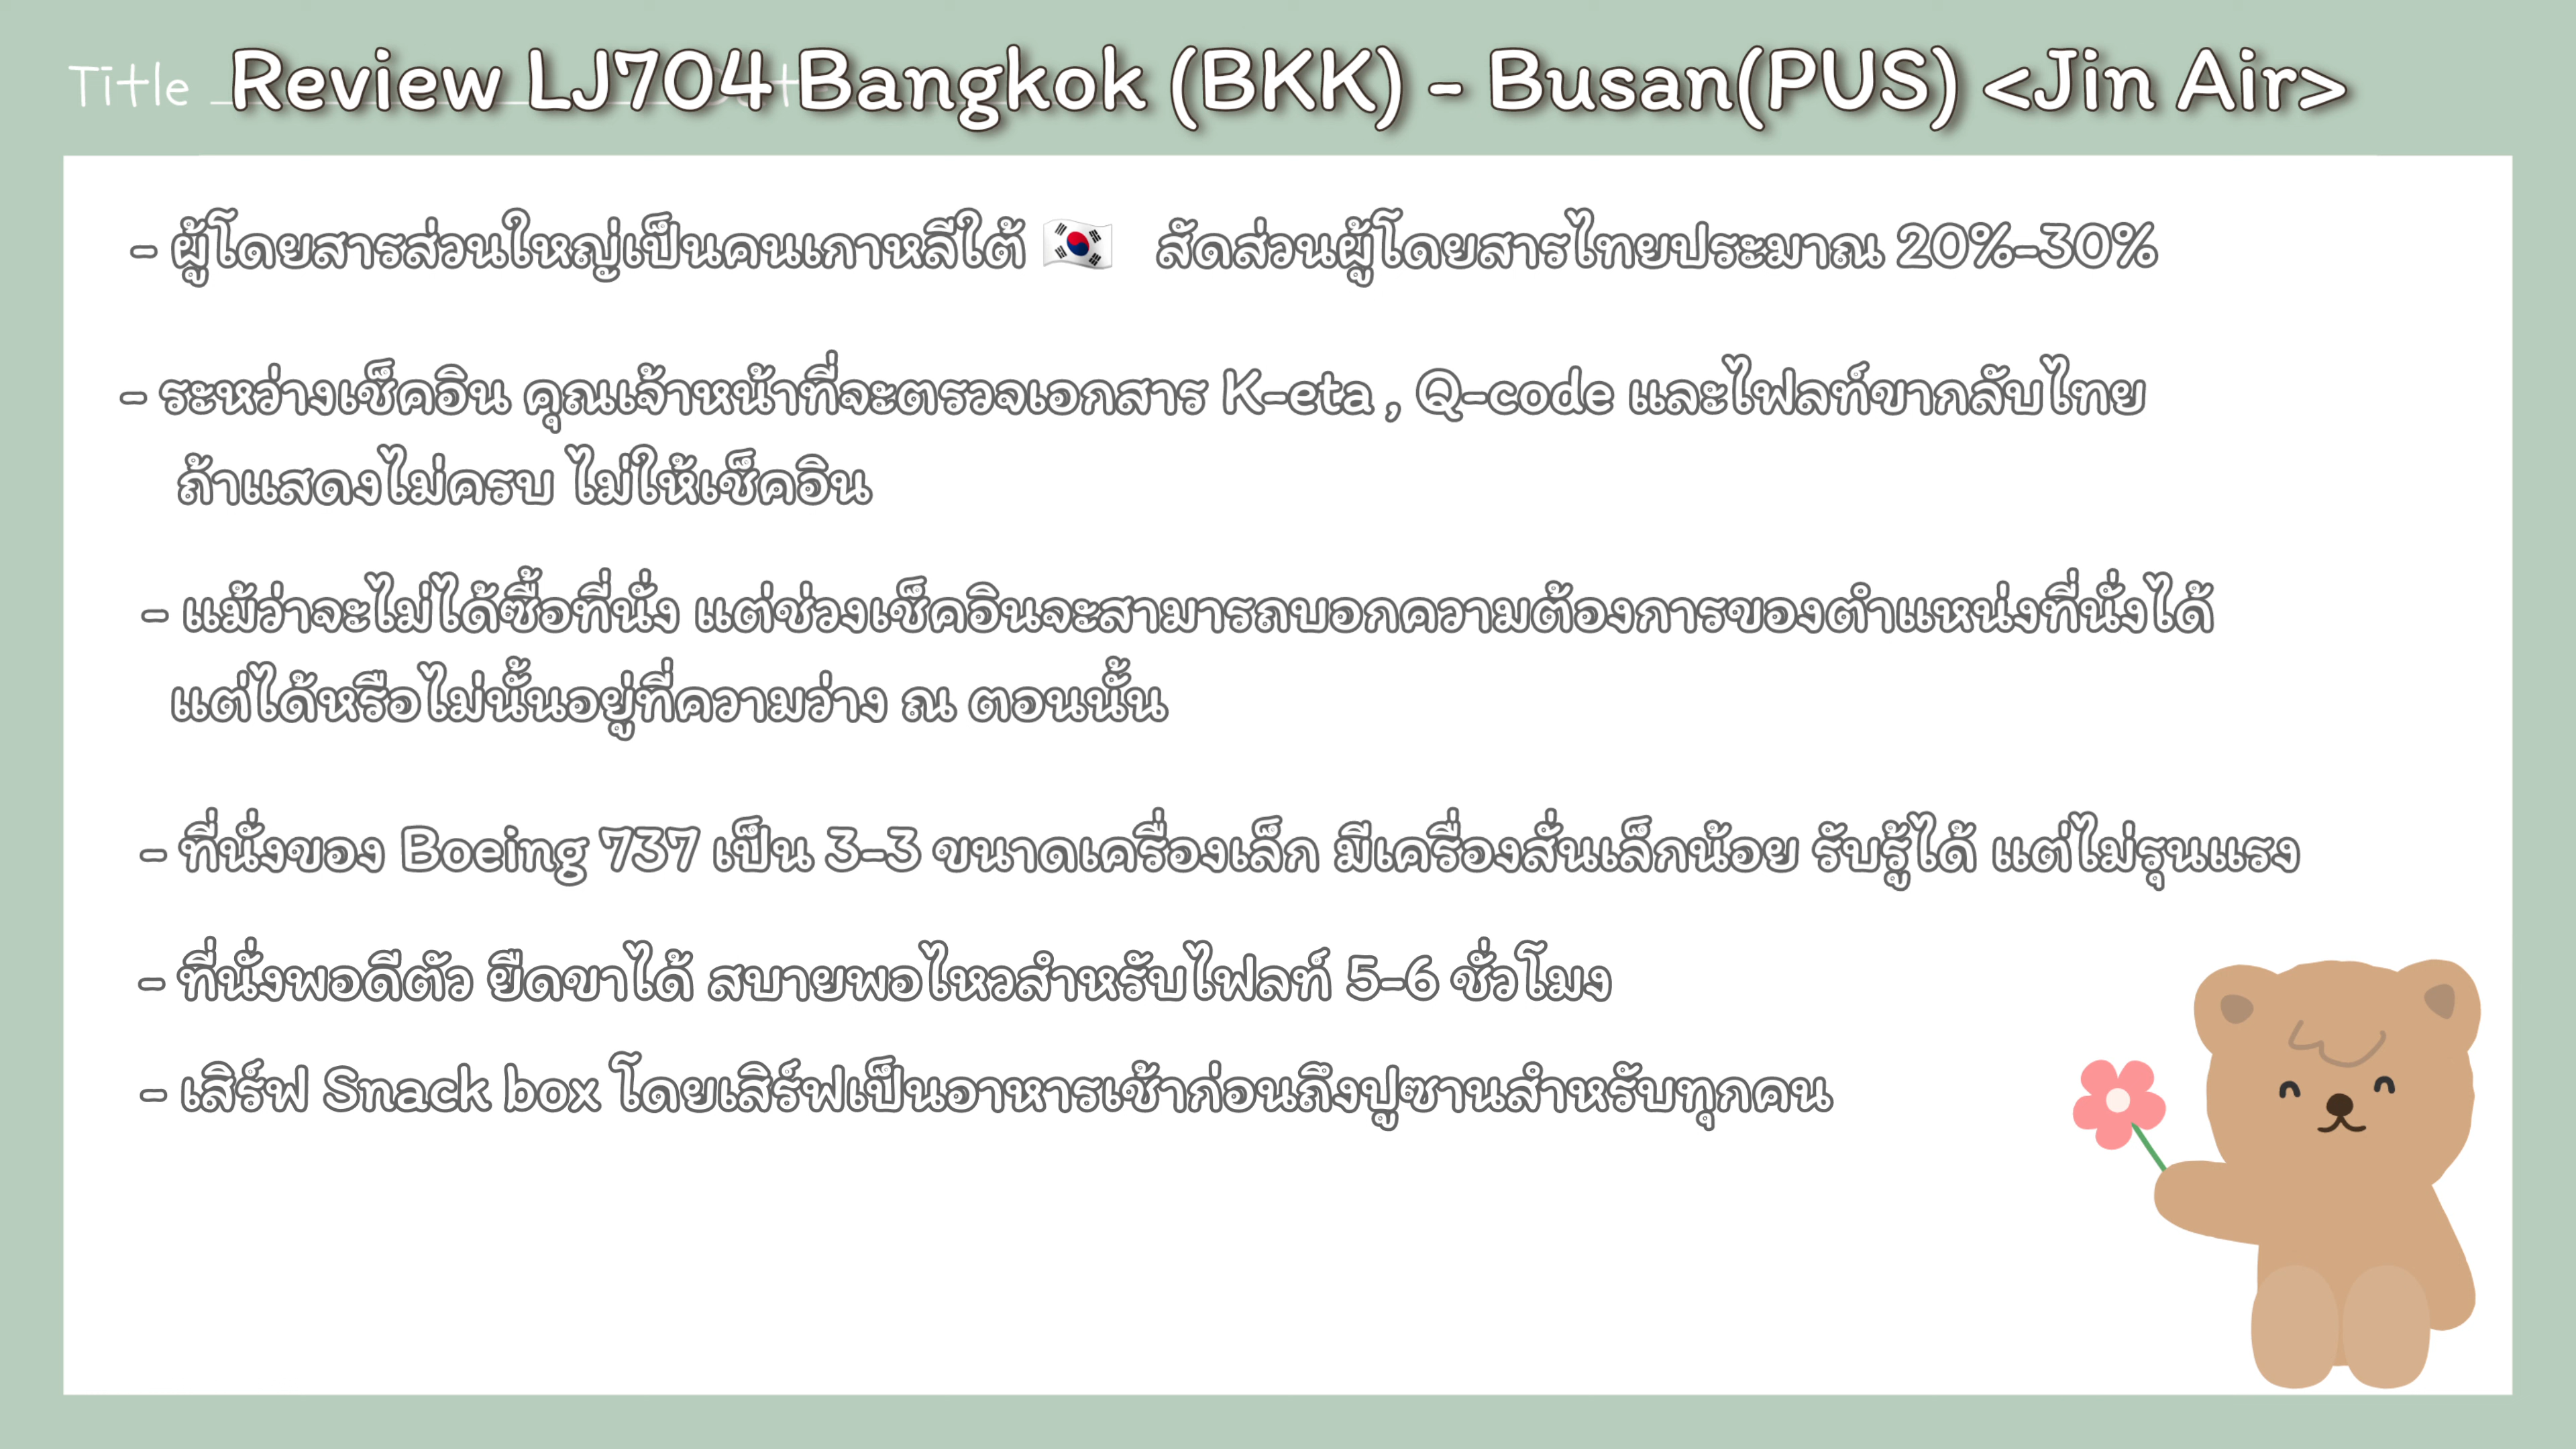 Title Review LJ704 Bangkok (BKK) - Busan(PUS) <Jin Air>
- ผู้โดยสารส่วนใหญ่เป็นคนเกาหลีใต้ 🇰🇷 สัดส่วนผู้โดยสารไทยประมาณ 20%-30%
- ระหว่างเช็คอิน คุณเจ้าหน้าที่จะตรวจเอกสาร K-eta , Q-code และไฟลท์ขากลับไทย
ถ้าแสดงไม่ครบ ไม่ให้เช็คอิน
- แม้ว่าจะไม่ได้ซื้อที่นั่ง แต่ช่วงเช็คอินจะสามารถบอกความต้องการของตำแหน่งที่นั่งได้
แต่ได้หรือไม่นั้นอยู่ที่ความว่าง ณ ตอนนั้น
- ที่นั่งของ Boeing 737 เป็น 3-3 ขนาดเครื่องเล็ก มีเครื่องสั่นเล็กน้อย รับรู้ได้ แต่ไม่รุนแรง
- ที่นั่งพอดีตัว ยืดขาได้ สบายพอไหวสำหรับไฟลท์ 5-6 ชั่วโมง
- เสิร์ฟ Snack box โดยเสิร์ฟเป็นอาหารเช้าก่อนถึงปูซานสำหรับทุกคน